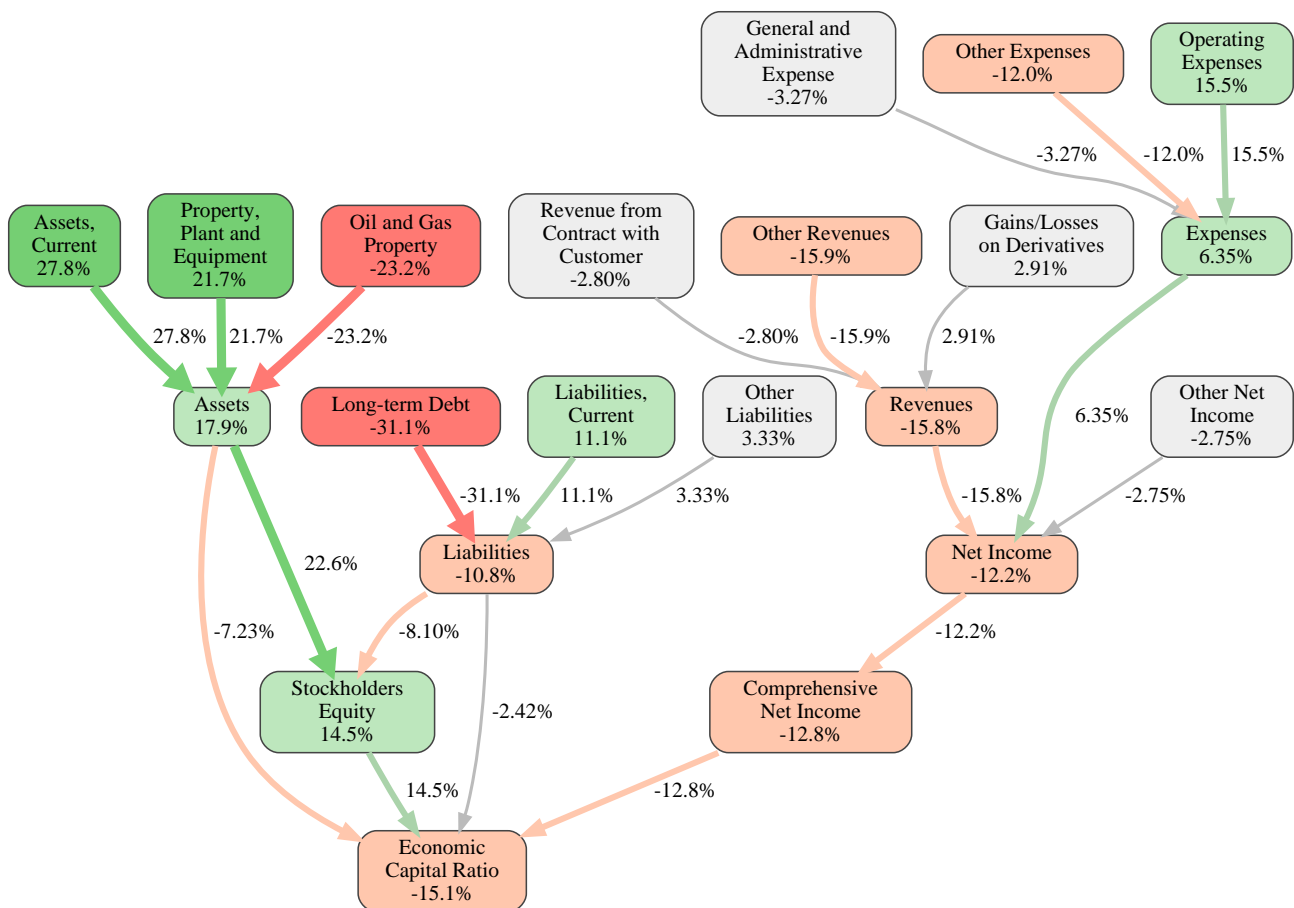 General and
Administrative
Expense
-3.27%
Other Expenses
-12.0%
Operating
Expenses
15.5%
-3.27%
-12.0%
15.5%
Assets,
Current
27.8%
Property,
Plant and
Equipment
21.7%
Oil and Gas
Property
-23.2%
Revenue from
Contract with
Customer
-2.80%
Other Revenues
-15.9%
Gains/Losses
on Derivatives
2.91%
Expenses
6.35%
27.8%
21.7%
-23.2%
-2.80%
-15.9%
2.91%
Assets
17.9%
Long-term Debt
-31.1%
Liabilities,
Current
11.1%
Other
Liabilities
3.33%
Revenues
-15.8%
6.35%
Other Net
Income
-2.75%
-31.1%
11.1%
3.33%
-15.8%
-2.75%
22.6%
Liabilities
-10.8%
Net Income
-12.2%
-7.23%
-8.10%
-12.2%
Stockholders
Equity
14.5%
-2.42%
Comprehensive
Net Income
-12.8%
14.5%
-12.8%
Economic
Capital Ratio
-15.1%